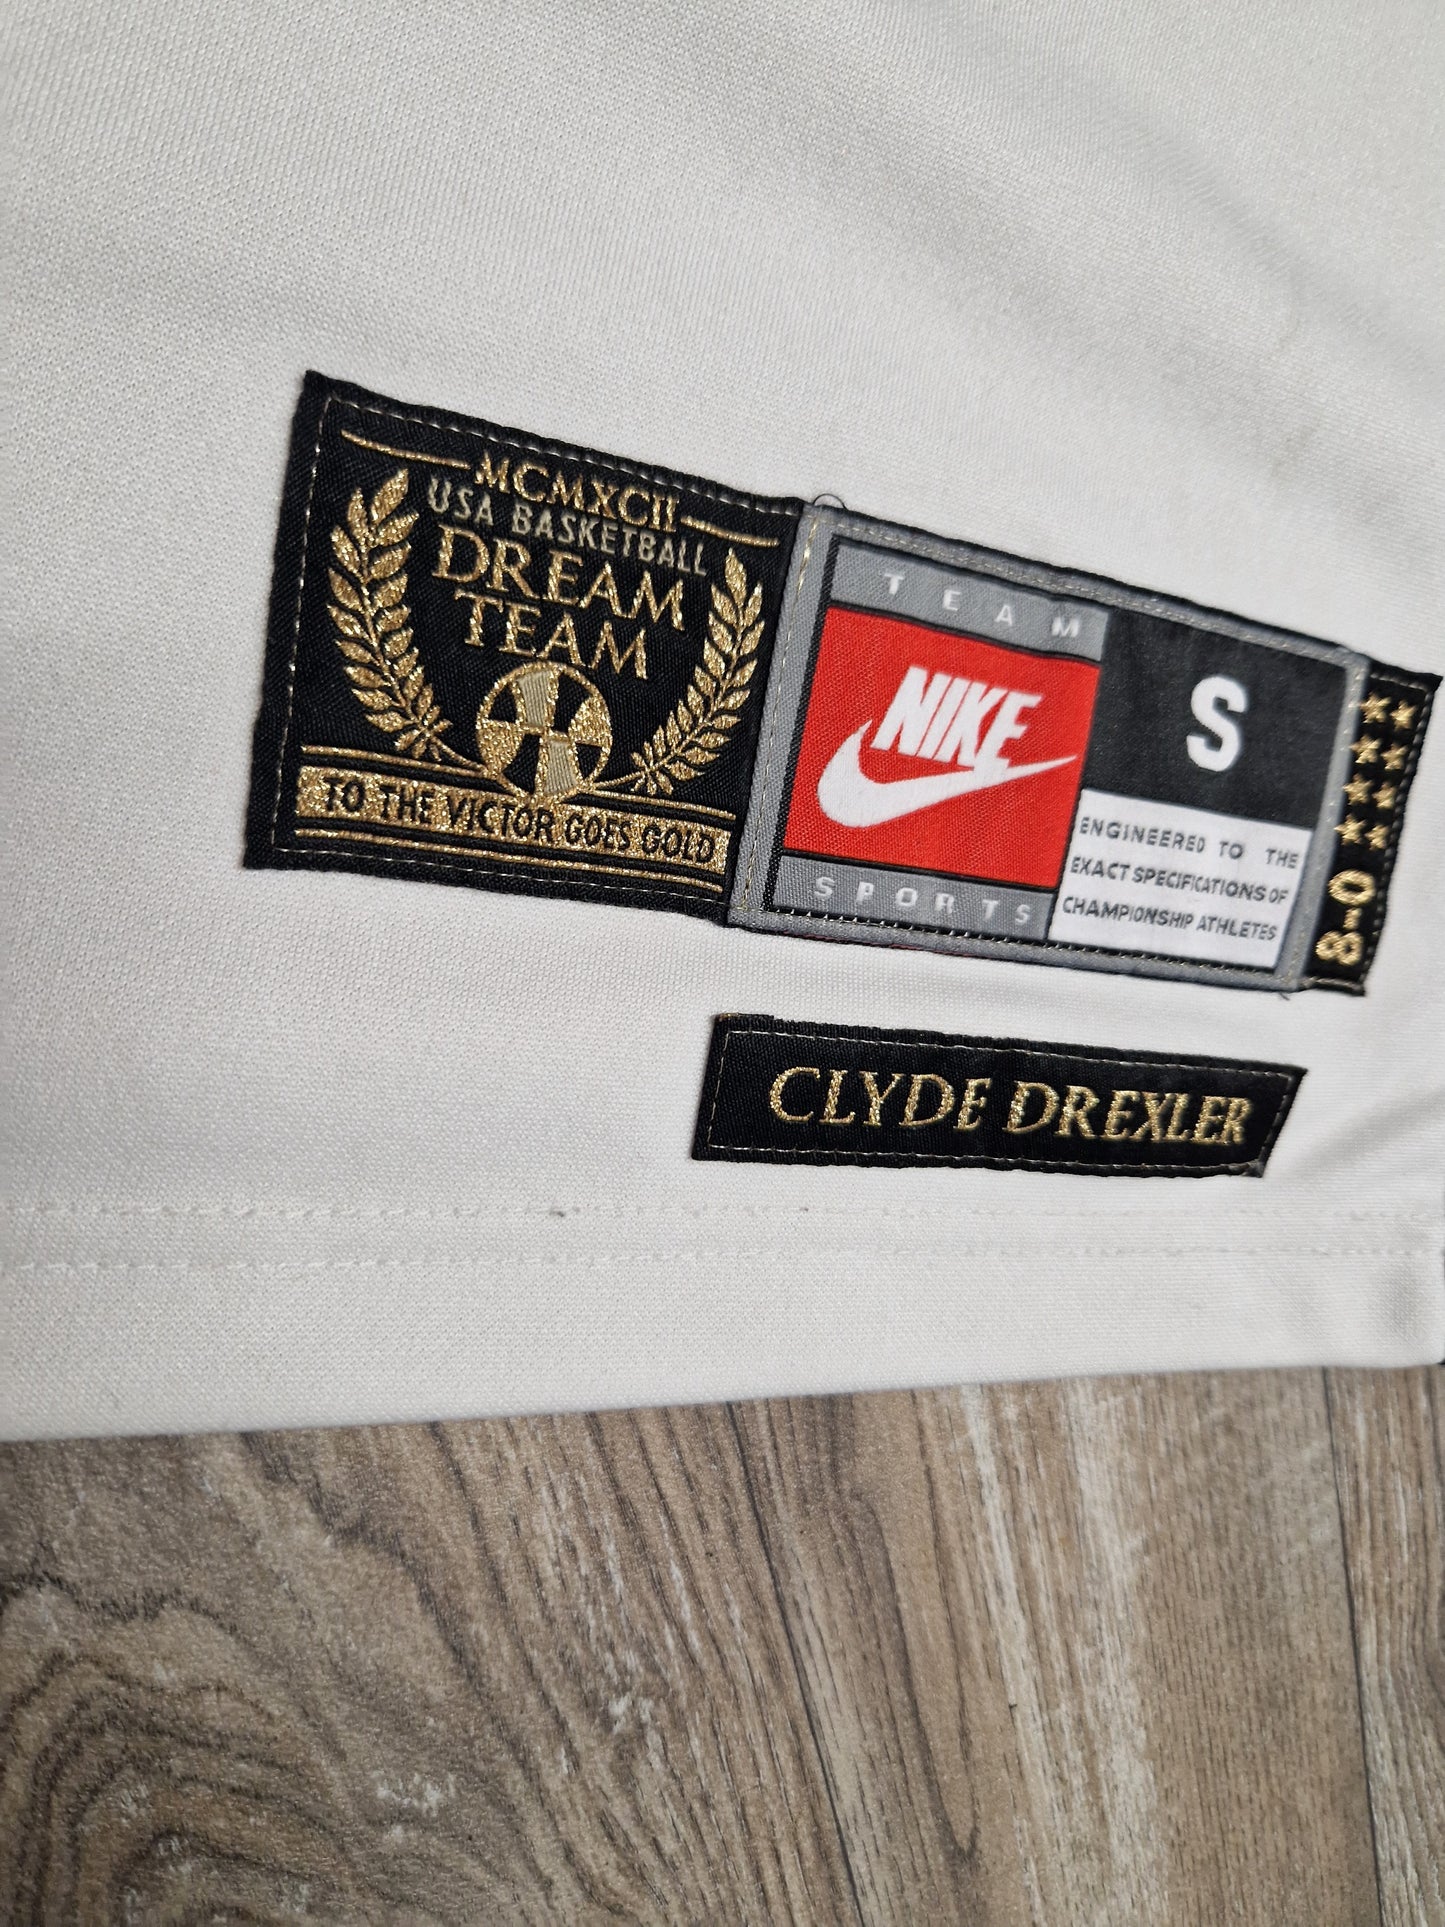 MCMXCII
USA BASKETBALL
DREAM
TEAM
TO THE VICTOR GOES GOLD
TEAM
NIKE
SPORTS
S
ENGINEERED TO THE
EXACT SPECIFICATIONS OF
CHAMPIONSHIP ATHLETES
8-0
CLYDE DREXLER